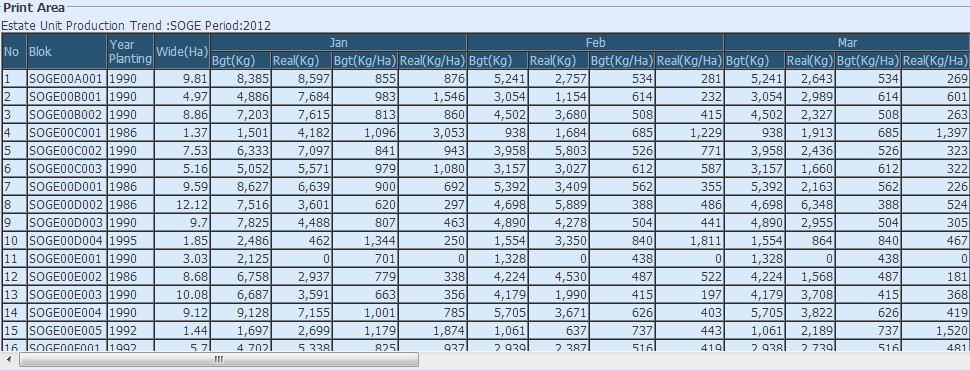 Print Area
Estate Unit Production Trend :SOGE Period:2012
No Blok Year Planting Wide(Ha) Jan Feb Mar
Bgt(Kg) Real(Kg) Bgt(Kg/Ha) Real(Kg/Ha) Bgt(Kg) Real(Kg) Bgt(Kg/Ha) Real(Kg/Ha) Bgt(Kg) Real(Kg) Bgt(Kg/Ha) Real(Kg/Ha)
1 SOGE00A001 1990 9.81 8,385 8,597 855 876 5,241 2,757 534 281 5,241 2,643 534 269
2 SOGE00B001 1990 4.97 4,886 7,684 983 1,546 3,054 1,154 614 232 3,054 2,989 614 601
3 SOGE00B002 1990 8.86 7,203 7,615 813 860 4,502 3,680 508 415 4,502 2,327 508 263
4 SOGE00C001 1986 1.37 1,501 4,182 1,096 3,053 938 1,684 685 1,229 938 1,913 685 1,397
5 SOGE00C002 1990 7.53 6,333 7,097 841 943 3,958 5,803 526 771 3,958 2,436 526 323
6 SOGE00C003 1990 5.16 5,052 5,571 979 1,080 3,157 3,027 612 587 3,157 1,660 612 322
7 SOGE00D001 1986 9.59 8,627 6,639 900 692 5,392 3,409 562 355 5,392 2,163 562 226
8 SOGE00D002 1986 12.12 7,516 3,601 620 297 4,698 5,889 388 486 4,698 6,348 388 524
9 SOGE00D003 1990 9.7 7,825 4,488 807 463 4,890 4,278 504 441 4,890 2,955 504 305
10 SOGE00D004 1995 1.85 2,486 462 1,344 250 1,554 3,350 840 1,811 1,554 864 840 467
11 SOGE00E001 1990 3.03 2,125 0 701 0 1,328 0 438 0 1,328 0 438 0
12 SOGE00E002 1986 8.68 6,758 2,937 779 338 4,224 4,530 487 522 4,224 1,568 487 181
13 SOGE00E003 1990 10.08 6,687 3,591 663 356 4,179 1,990 415 197 4,179 3,708 415 368
14 SOGE00E004 1990 9.12 9,128 7,155 1,001 785 5,705 3,671 626 403 5,705 3,822 626 419
15 SOGE00E005 1992 1.44 1,697 2,699 1,179 1,874 1,061 637 737 443 1,061 2,189 737 1,520
16 SOGE00F001 1992 5.7 4,702 5,338 825 937 2,939 2,387 516 419 2,938 2,739 516 481